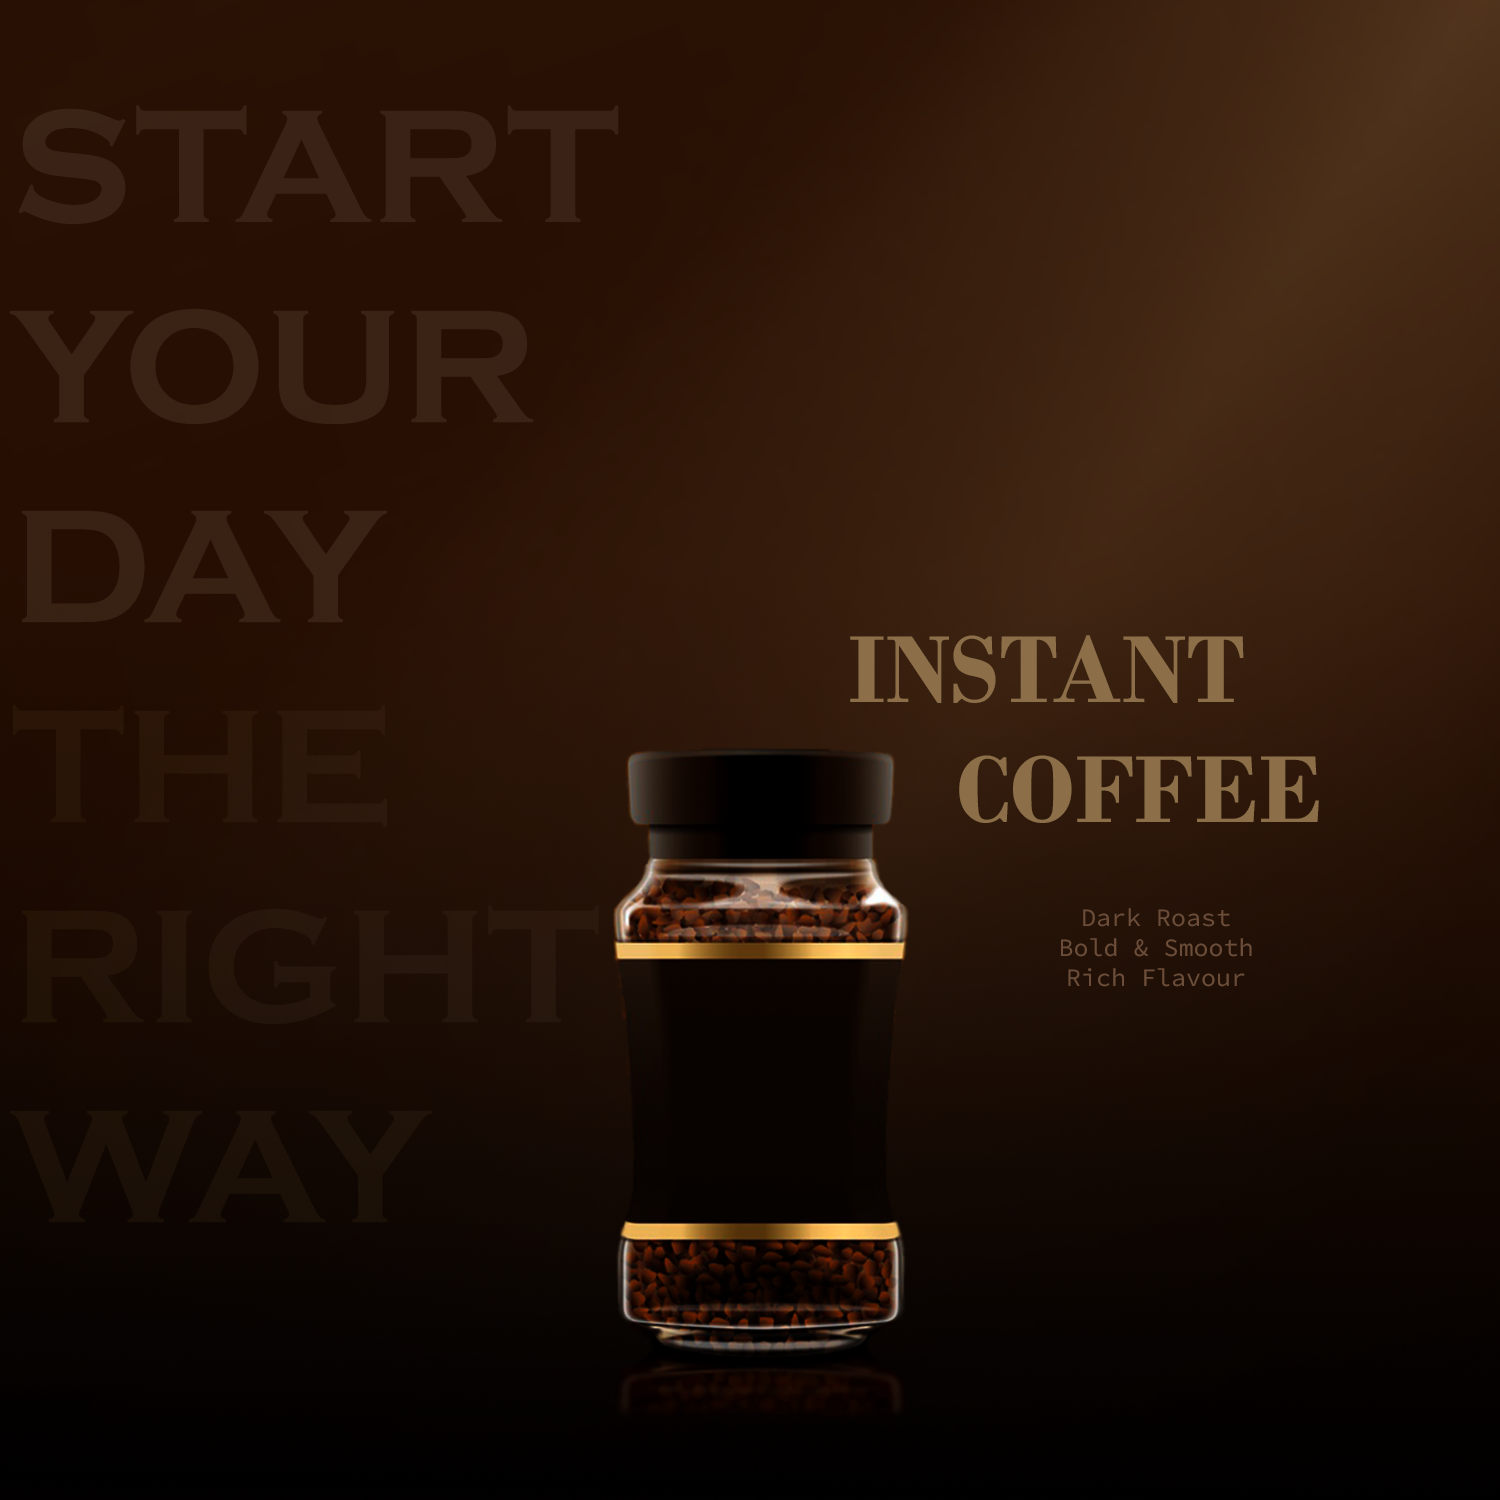 START
YOUR
DAY
THE
RIGHT
WAY
INSTANT
COFFEE
Dark Roast
Bold & Smooth
Rich Flavour